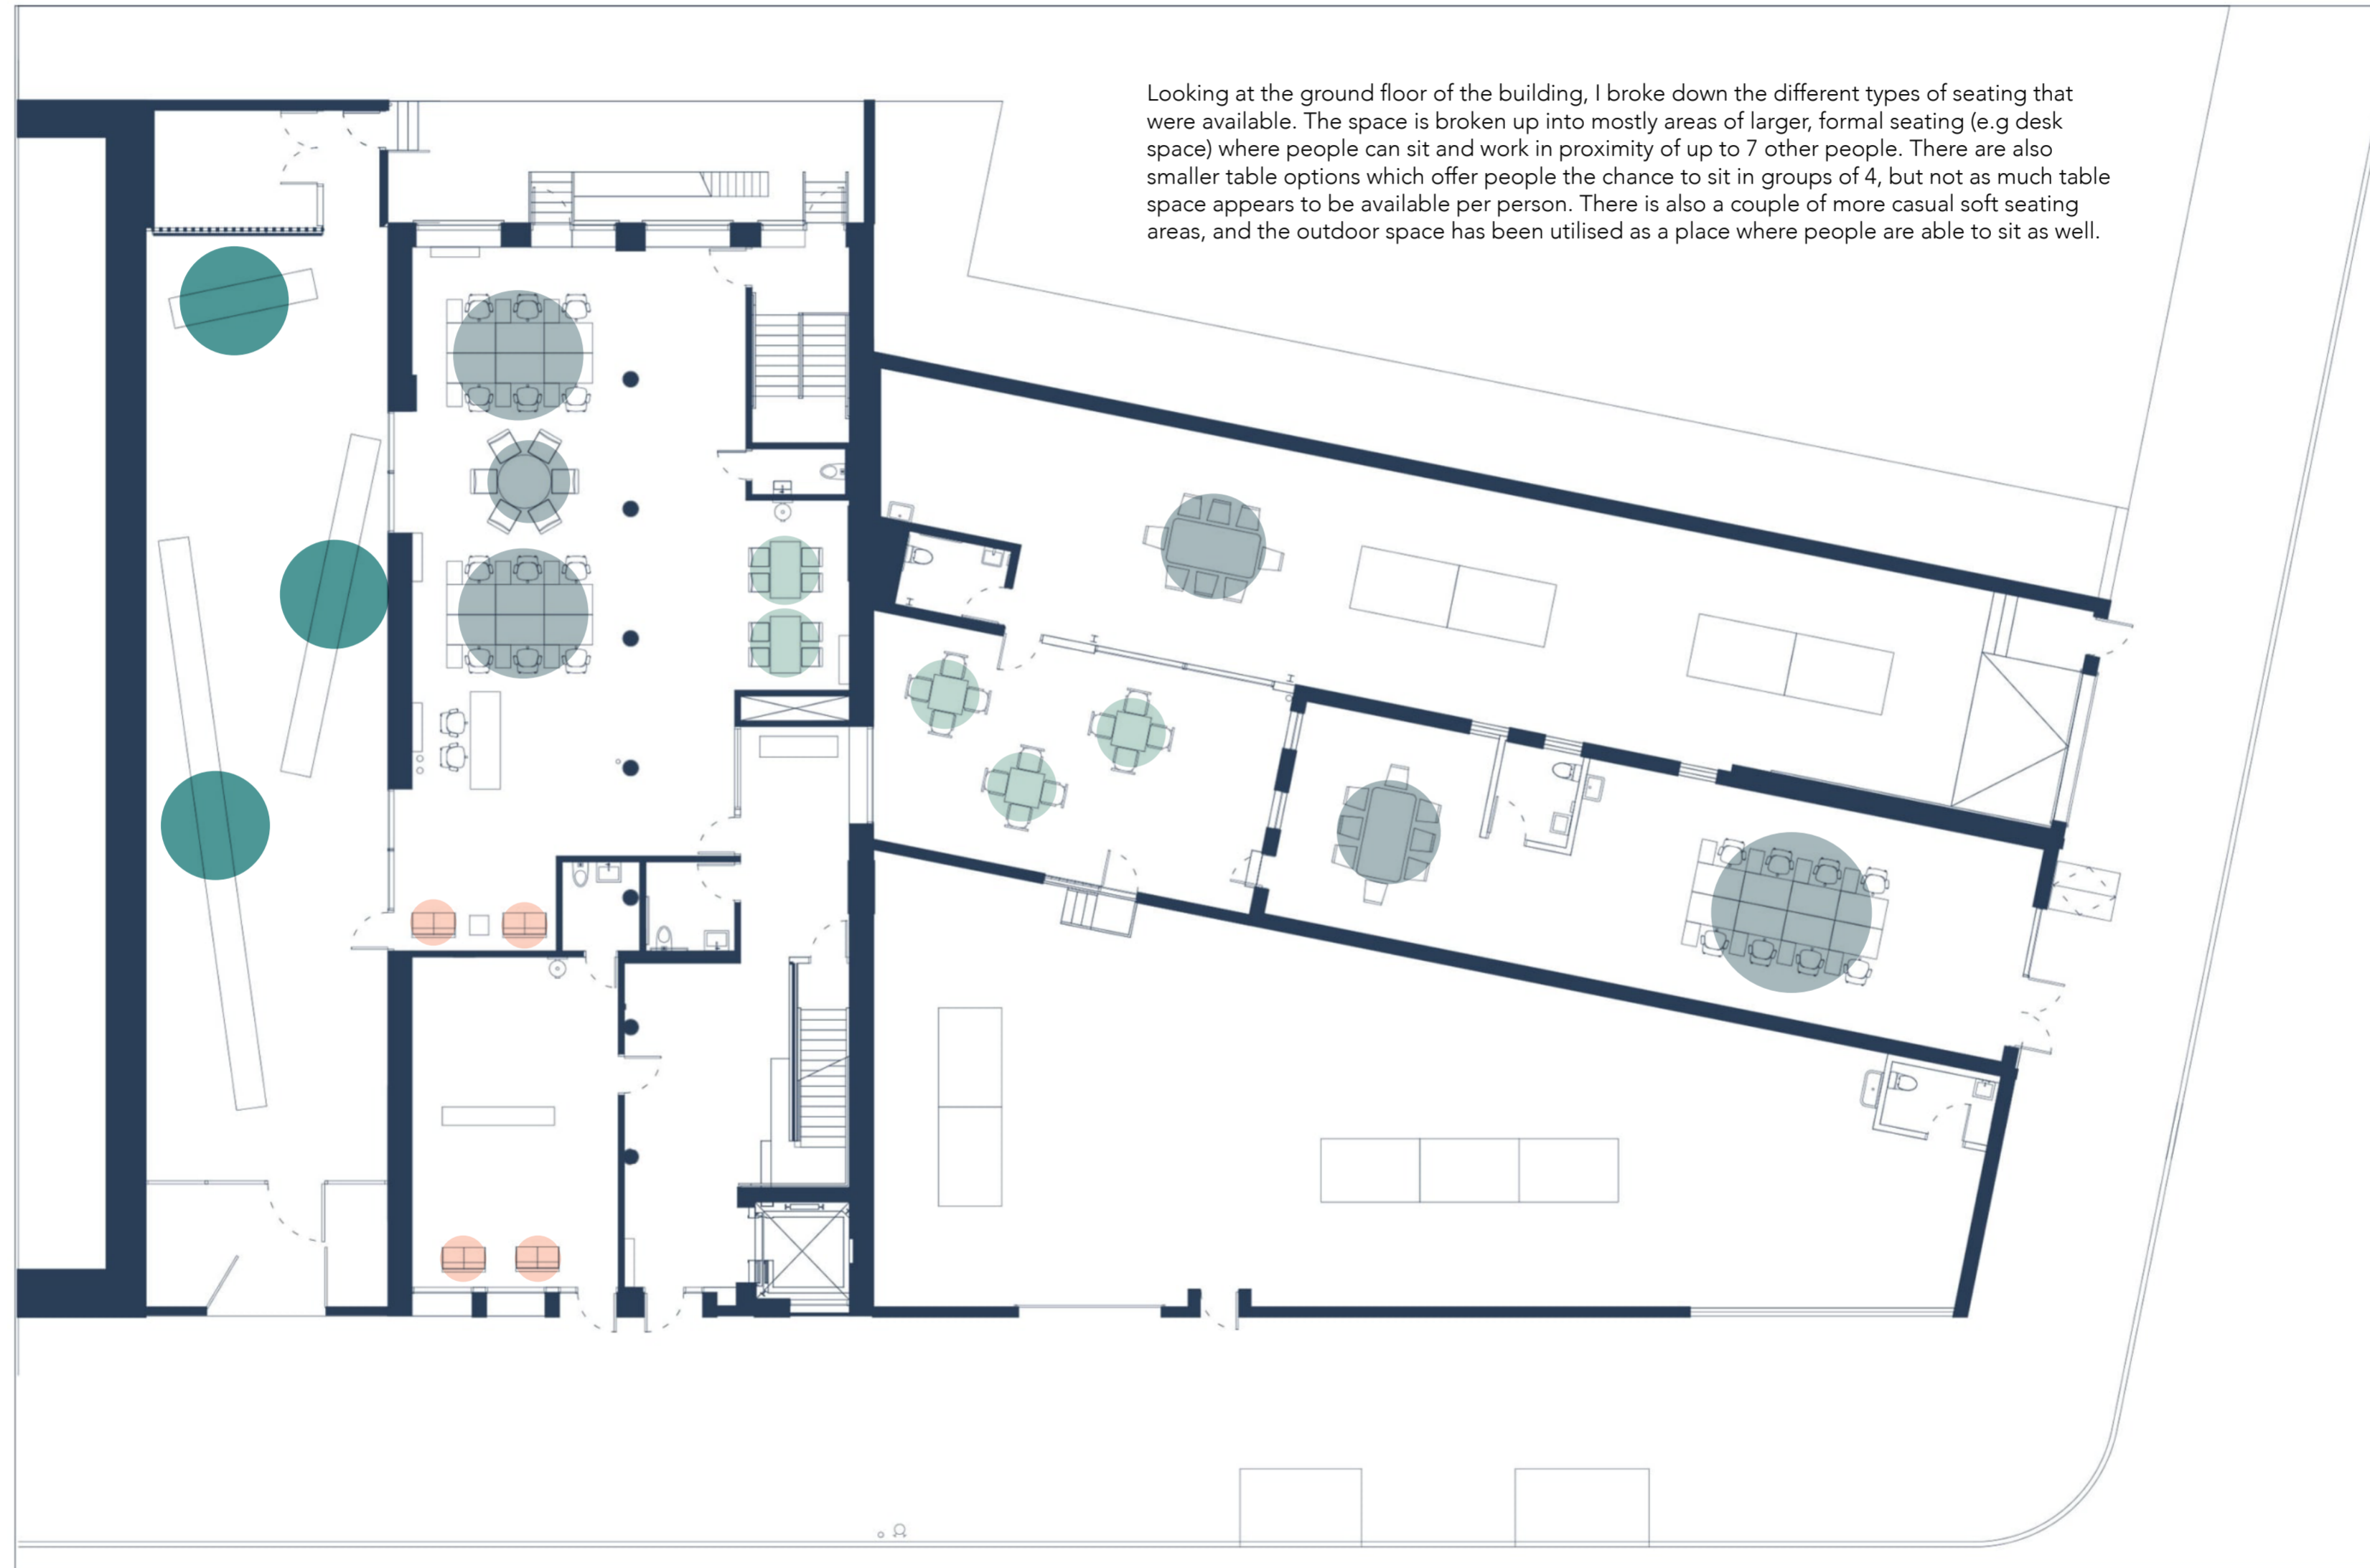 Looking at the ground floor of the building, I broke down the different types of seating that
were available. The space is broken up into mostly areas of larger, formal seating (e.g desk
space) where people can sit and work in proximity of up to 7 other people. There are also
smaller table options which offer people the chance to sit in groups of 4, but not as much table
space appears to be available per person. There is also a couple of more casual soft seating
areas, and the outdoor space has been utilised as a place where people are able to sit as well.